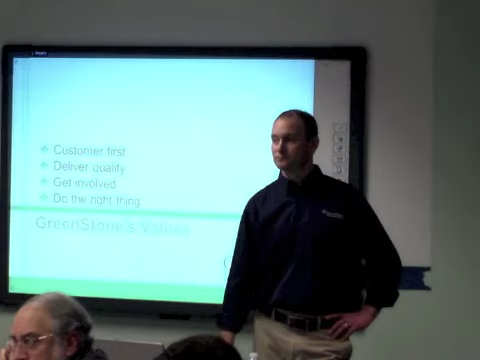 Customer first
Deliver quality
Get involved
Do the right thing
GreenStone's Values